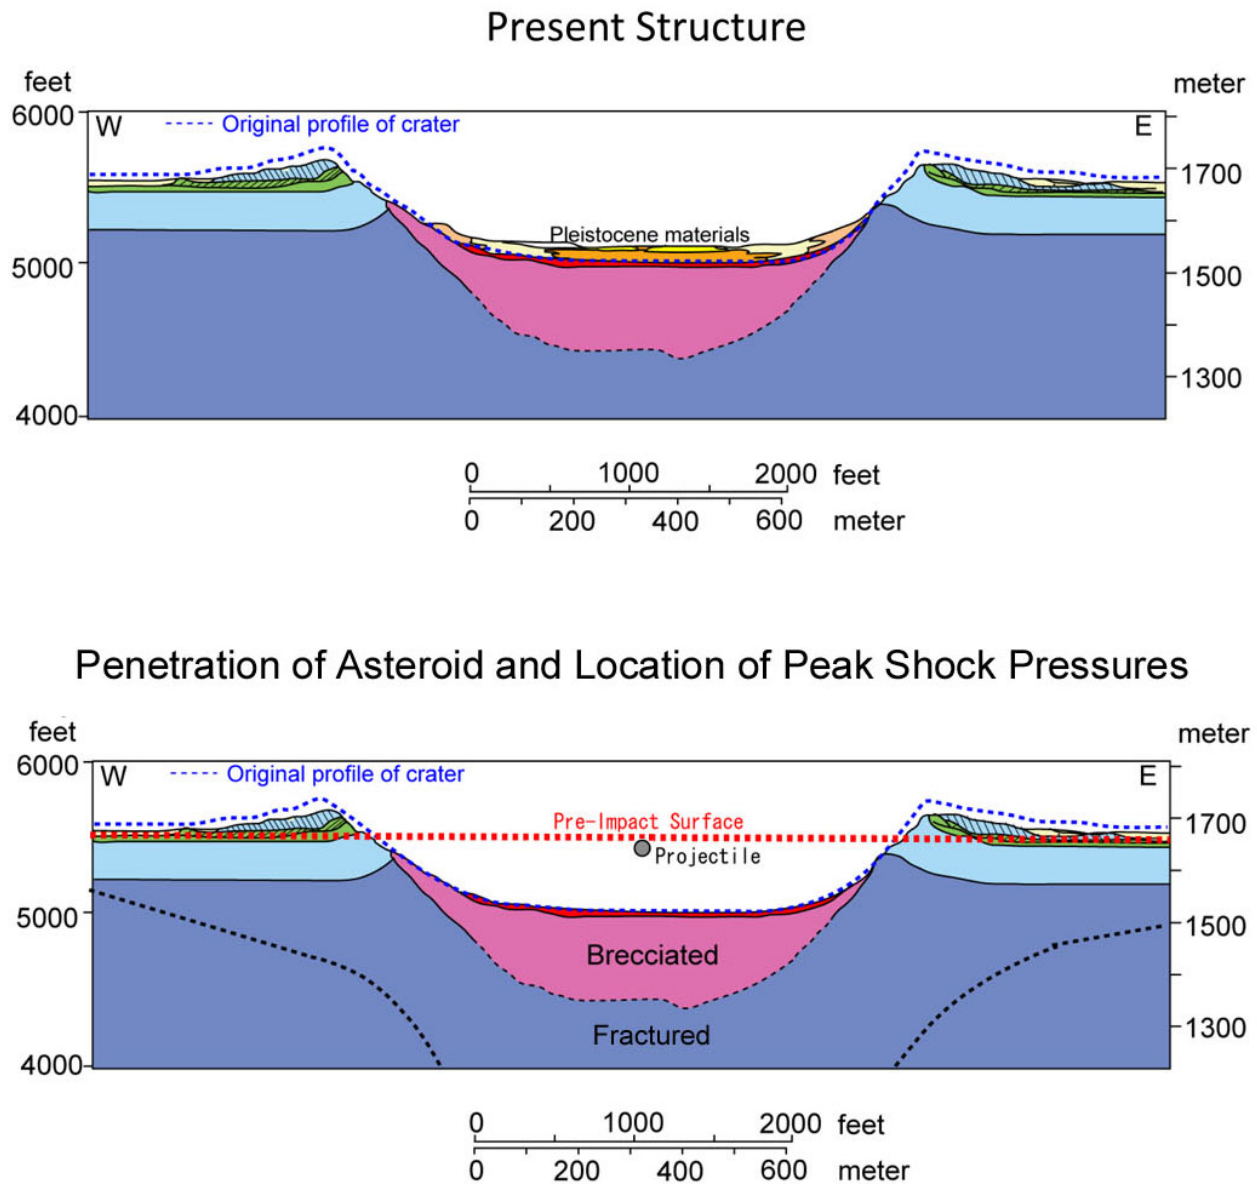 Present Structure
feet
meter
6000
W
Original profile of crater
E
1700
Pleistocene materials
5000
1500
1300
4000
0 1000 2000 feet
0 200 400 600 meter
Penetration of Asteroid and Location of Peak Shock Pressures
feet
meter
6000
W
Original profile of crater
E
Pre-Impact Surface
1700
Projectile
5000
1500
Brecciated
Fractured
1300
4000
0 1000 2000 feet
0 200 400 600 meter